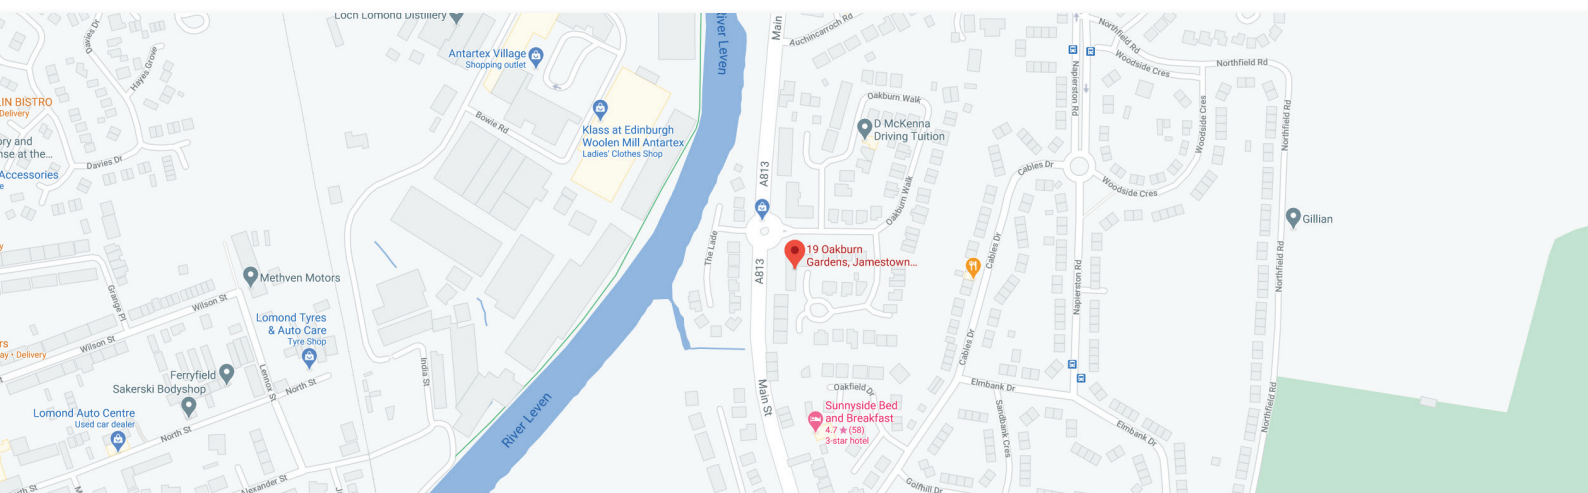 Loch Lomond Distillery
Antartex Village
Shopping outlet
River Leven
Main
Auchincarroch Rd
Northfield Rd
Woodside Cres
Northfield Rd
Davies Dr
Hayes Grove
LIN BISTRO
Delivery
Bowie Rd
Klass at Edinburgh
Woolen Mill Antartex
Ladies' Clothes Shop
Oakburn Walk
D McKenna
Driving Tuition
Napierston Rd
Woodside Cres
Northfield Rd
ory and
nse at the...
Accessories
e
Davies Dr
A813
Cables Dr
Woodside Cres
Oakburn Walk
Gillian
The Lade
19 Oakburn
Gardens, Jamestown...
A813
Cables Dr
Napierston Rd
Northfield Rd
Methven Motors
Grange Pl
Wilson St
Lomond Tyres
& Auto Care
Tyre Shop
Wilson St
rs
ay • Delivery
Ferryfield
Sakerski Bodyshop
Lennox St
North St
India St
Cables Dr
Main St
Oakfield Dr
Elmbank Dr
Lomond Auto Centre
Used car dealer
North St
River Leven
Sunnyside Bed
and Breakfast
4.7 ★ (58)
3-star hotel
Sandbank Cres
Elmbank Dr
Northfield Rd
Alexander St
Golfhill Dr
th St